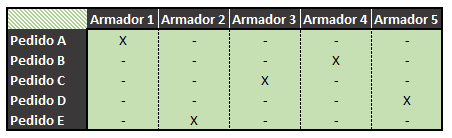 Armador 1 Armador 2 Armador 3 Armador 4 Armador 5
Pedido A X - - - -
Pedido B - - - X -
Pedido C - - X - -
Pedido D - - - - X
Pedido E - X - - -